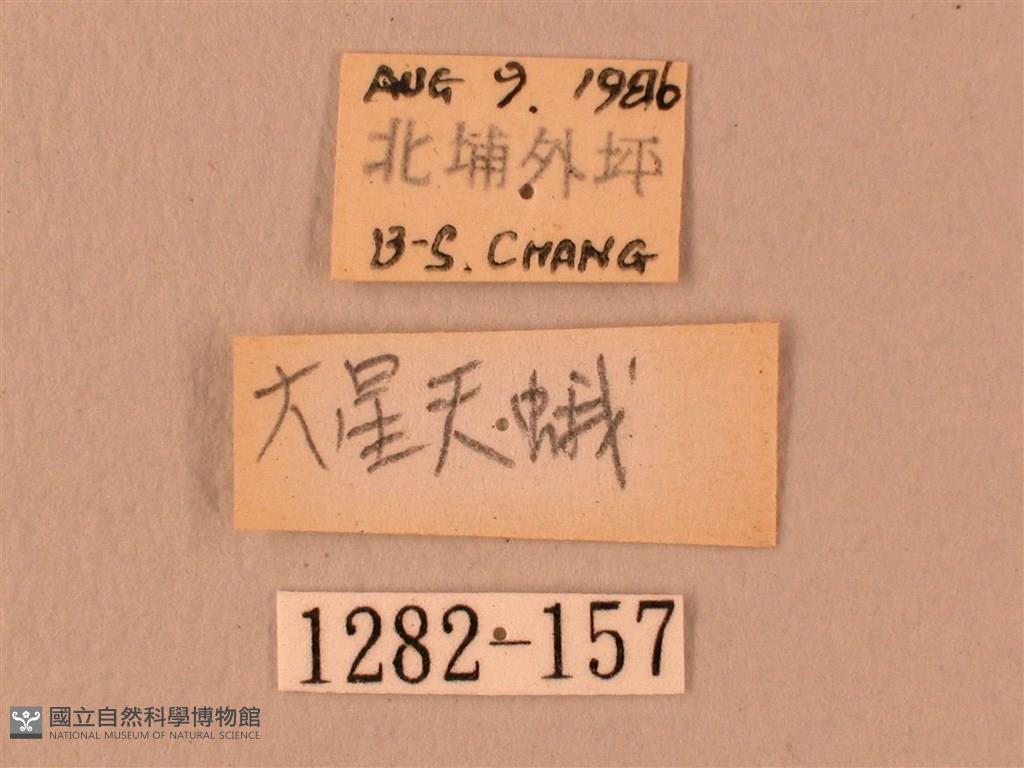 AUG 9. 1986
北埔外坪
B-S. CHANG
大星天蛾
1282-157
國立自然科學博物館
NATIONAL MUSEUM OF NATURAL SCIENCE